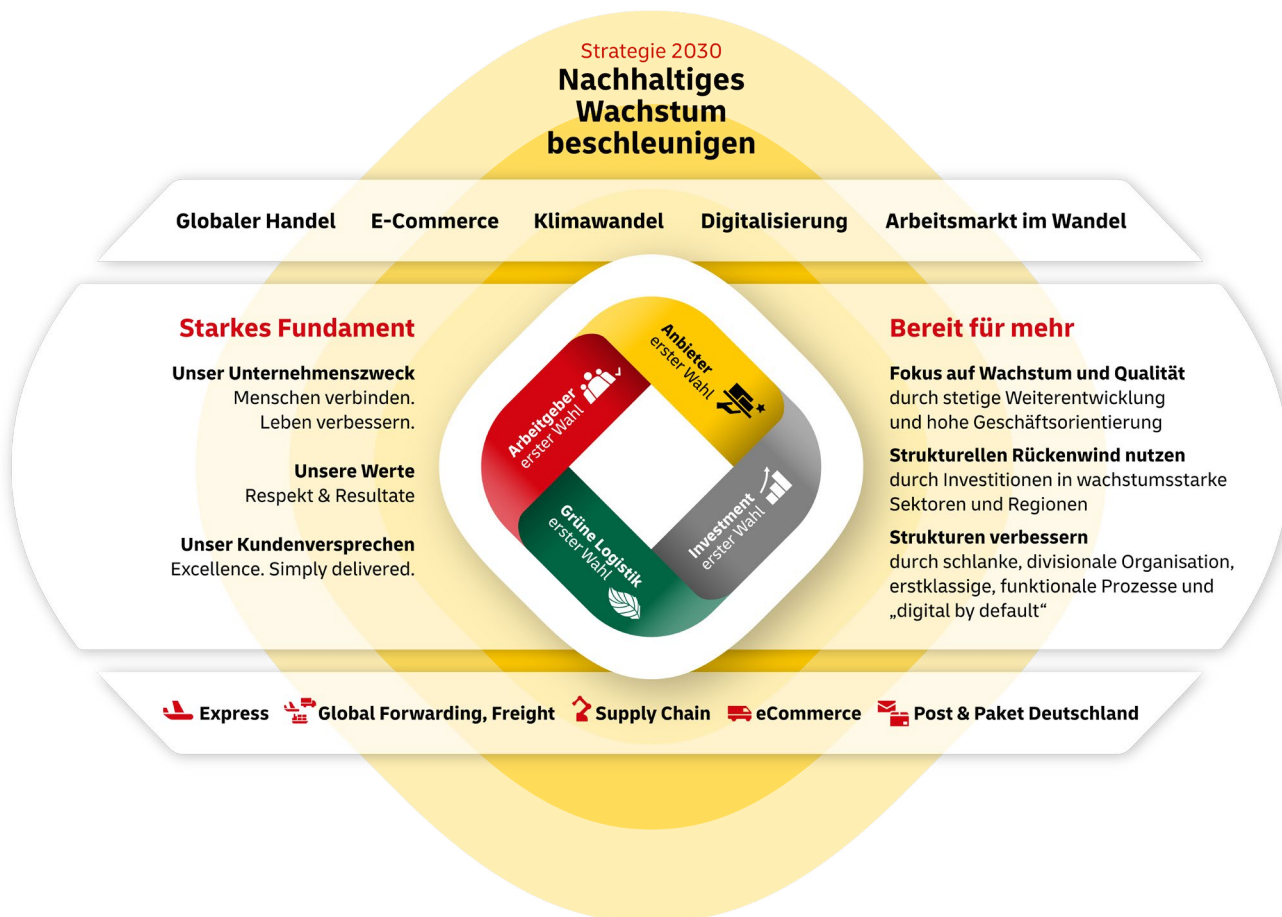 Strategie 2030
Nachhaltiges
Wachstum
beschleunigen
Globaler Handel
E-Commerce
Klimawandel
Digitalisierung
Arbeitsmarkt im Wandel
Starkes Fundament
Unser Unternehmenszweck
Menschen verbinden.
Leben verbessern.
Unsere Werte
Respekt & Resultate
Unser Kundenversprechen
Excellence. Simply delivered.
Arbeitgeber
erster Wahl
Anbieter
erster Wahl
Grüne Logistik
erster Wahl
Investment
erster Wahl
Bereit für mehr
Fokus auf Wachstum und Qualität
durch stetige Weiterentwicklung
und hohe Geschäftsorientierung
Strukturellen Rückenwind nutzen
durch Investitionen in wachstumsstarke
Sektoren und Regionen
Strukturen verbessern
durch schlanke, divisionale Organisation,
erstklassige, funktionale Prozesse und
„digital by default“
Express
Global Forwarding, Freight
Supply Chain
eCommerce
Post & Paket Deutschland